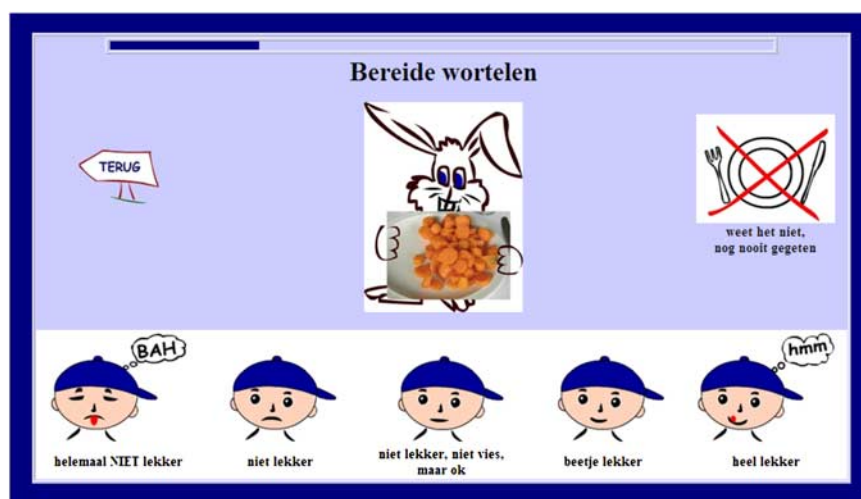 Bereide wortelen
TERUG
weet het niet,
nog nooit gegeten
BAH
hmm
helemaal NIET lekker
niet lekker
niet lekker, niet vies,
maar ok
beetje lekker
heel lekker